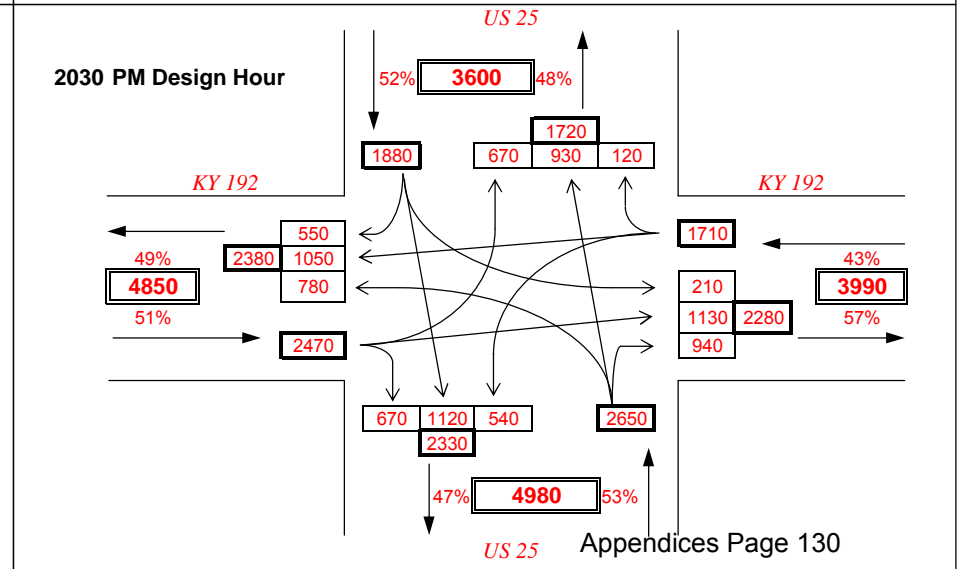 US 25
2030 PM Design Hour
52% 3600 48%
1720
1880 670 930 120
KY 192 KY 192
550 1710
49% 2380 1050 43%
4850 780 210 3990
51% 1130 2280 57%
2470 940
670 1120 540 2650
2330
47% 4980 53%
US 25 Appendices Page 130